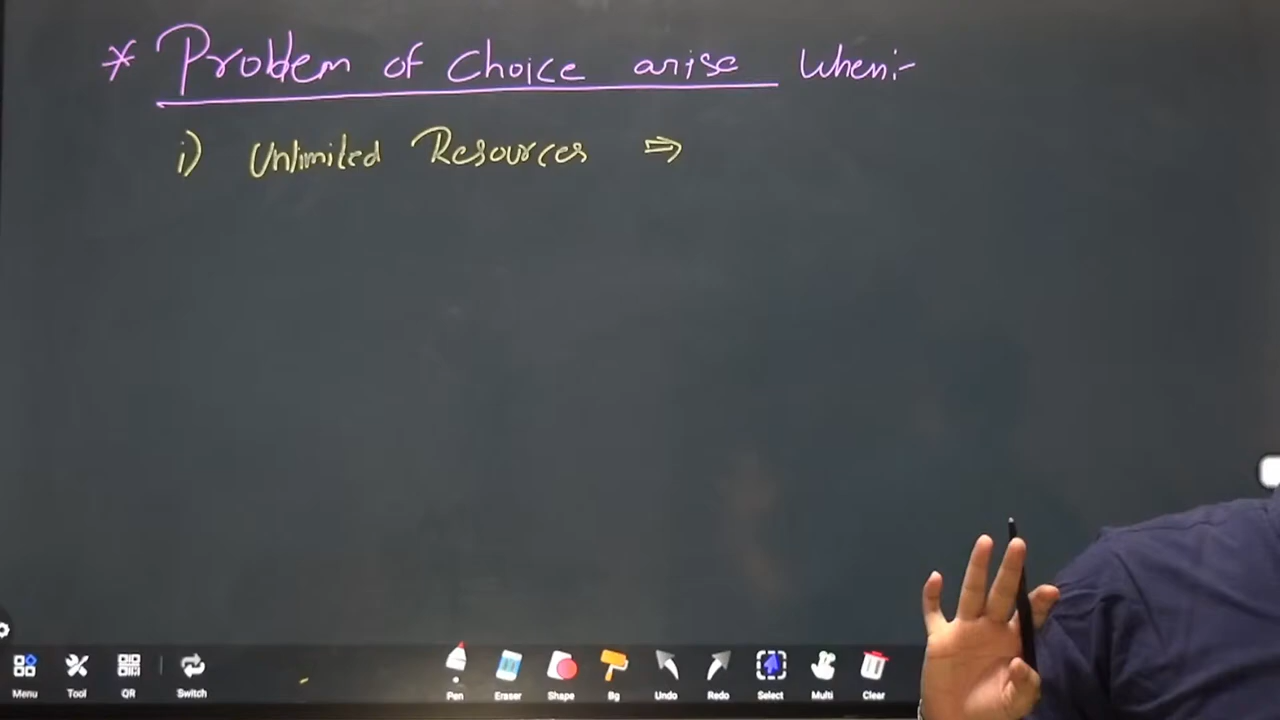 * Problem of Choice arise When:-
i) Unlimited Resources ⇒
Menu Tool QR Switch Pen Eraser Shape Bg Undo Redo Select Multi Clear